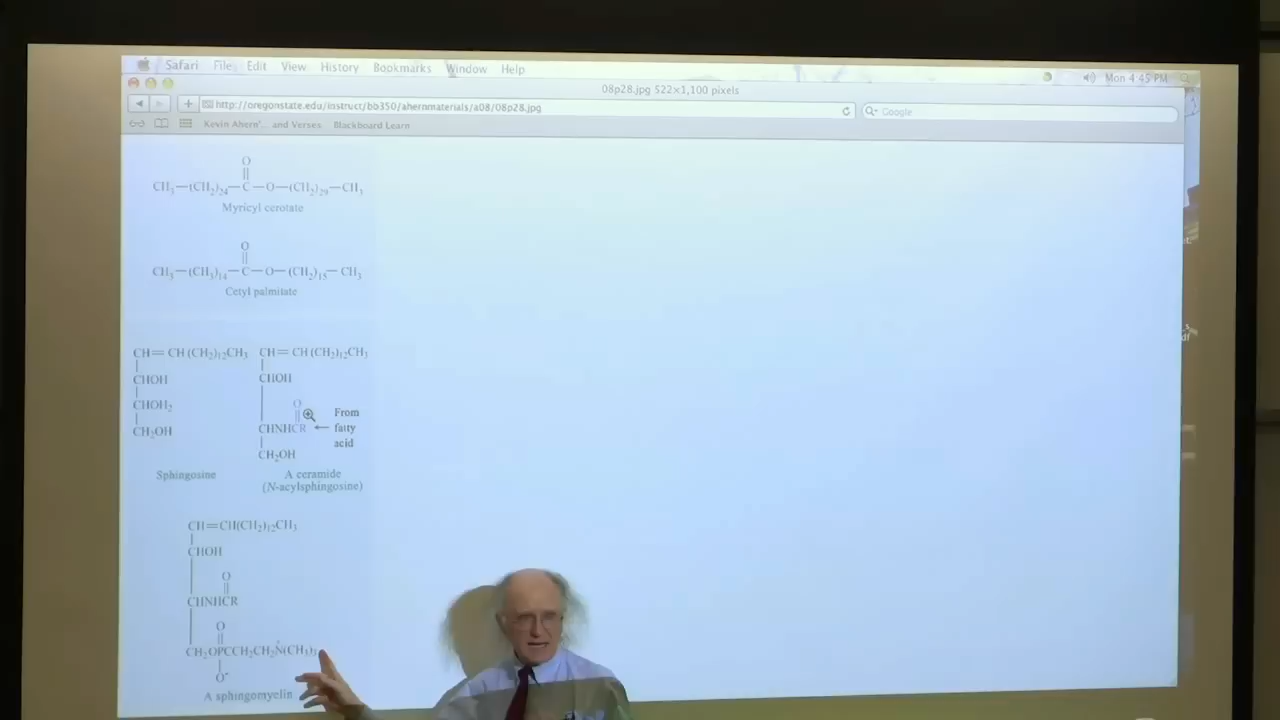 Safari File Edit View History Bookmarks Window Help Mon 4:45 PM
08p28.jpg 522×1,100 pixels
http://oregonstate.edu/instruct/bb350/ahernmaterials/a08/08p28.jpg Google
Kevin Ahern'... and Verses Blackboard Learn
O
CH₃—(CH₂)₂₄—C—O—(CH₂)₂₉—CH₃
Myricyl cerotate
O
CH₃—(CH₂)₁₄—C—O—(CH₂)₁₅—CH₃
Cetyl palmitate
CH=CH(CH₂)₁₂CH₃ CH=CH(CH₂)₁₂CH₃
CHOH CHOH
CHOH₂ O
From
CH₂OH CHNHCR ← fatty
acid
CH₂OH
Sphingosine A ceramide
(N-acylsphingosine)
CH=CH(CH₂)₁₂CH₃
CHOH
O
CHNHCR
O
CH₂OPCCH₂CH₂N(CH₃)₃
O⁻
A sphingomyelin